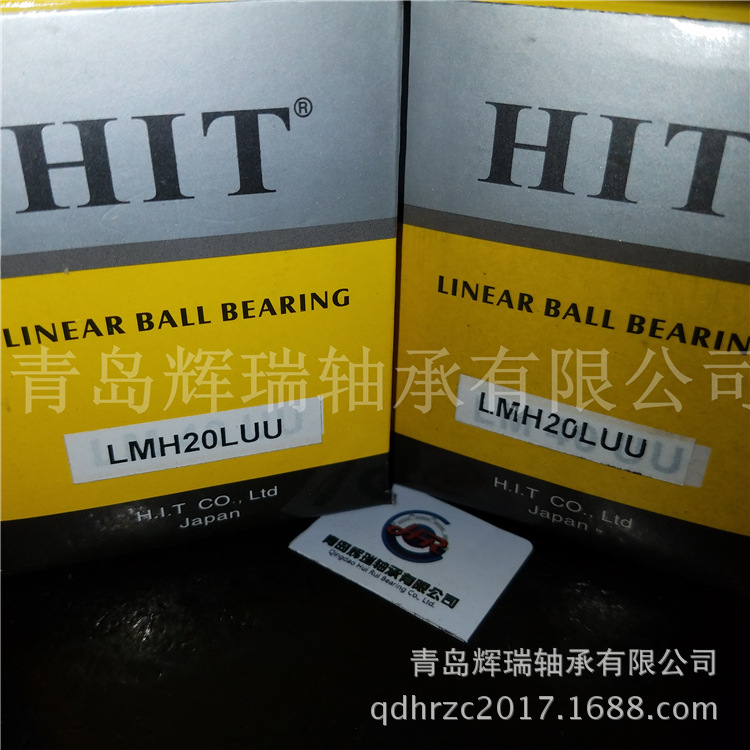 HIT®
LINEAR BALL BEARING
LMH20LUU
H.I.T CO., Ltd
Japan
HIT
LINEAR BALL BEARIN
LMH20LUU
H.I.T CO., Ltd
Japan
青岛辉瑞轴承有限公司
青岛辉瑞轴承有限公司
Qingdao Hui Rui Bearing Co., Ltd.
青岛辉瑞轴承有限公司
qdhrzc2017.1688.com